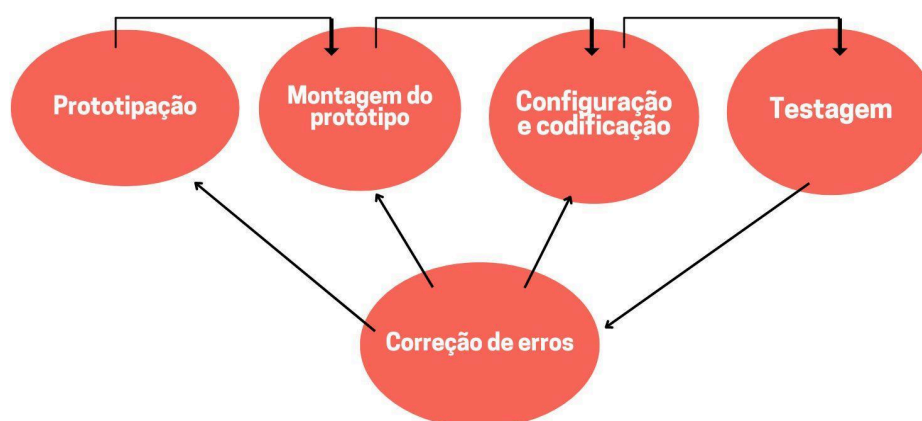 Prototipação
Montagem do
protótipo
Configuração
e codificação
Testagem
Correção de erros